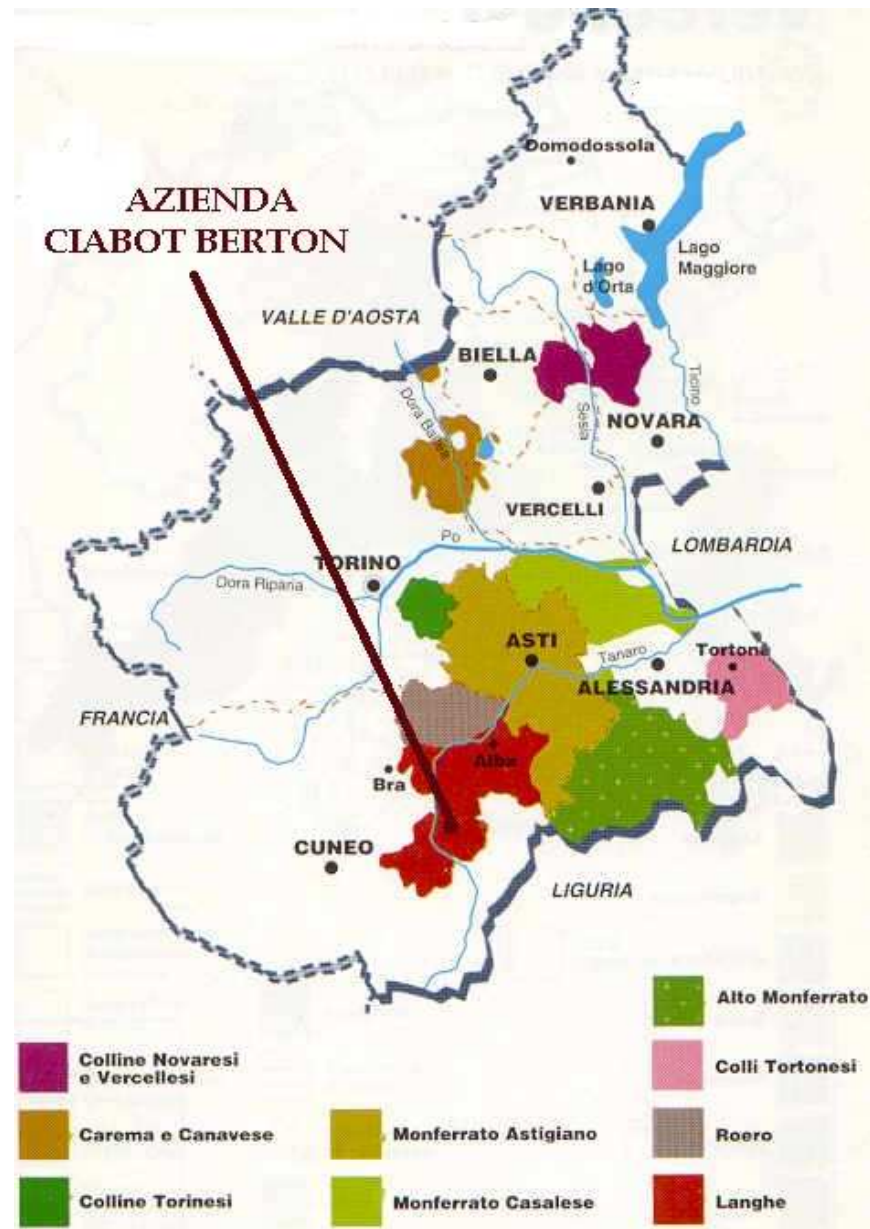 AZIENDA
CIABOT BERTON
Domodossola
VERBANIA
Lago
Maggiore
Lago
d'Orta
VALLE D'AOSTA
BIELLA
Ticino
Dora Baltea
Sesia
NOVARA
VERCELLI
LOMBARDIA
Po
TORINO
Dora Riparia
ASTI
Tanaro
Tortona
ALESSANDRIA
FRANCIA
Alba
Bra
CUNEO
LIGURIA
Alto Monferrato
Colline Novaresi
e Vercellesi
Colli Tortonesi
Carema e Canavese
Monferrato Astigiano
Roero
Colline Torinesi
Monferrato Casalese
Langhe